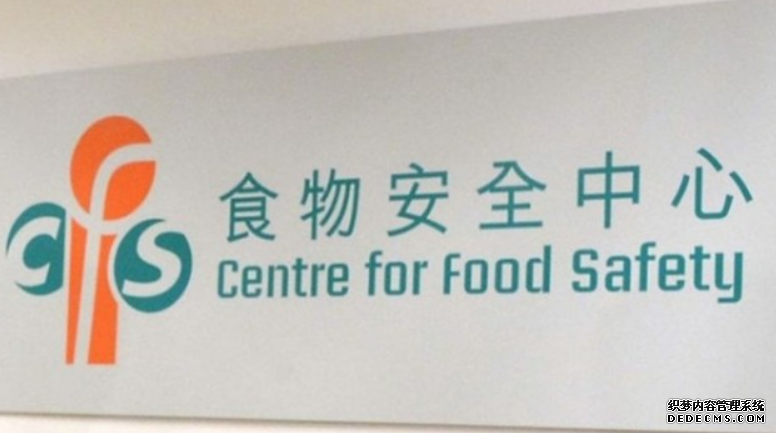 cfs
食物安全中心
Centre for Food Safety
织梦内容管理系统
DEDECMS.COM